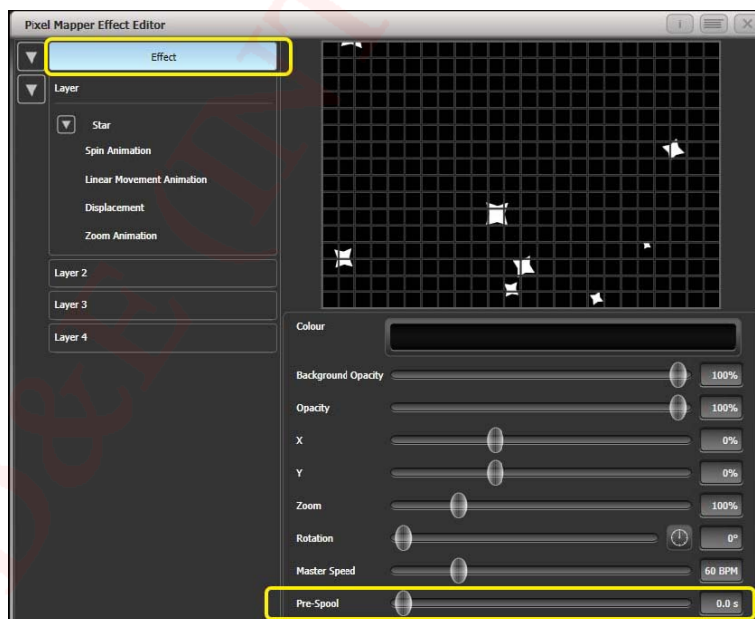 Pixel Mapper Effect Editor
i
X
Effect
Layer
Star
Spin Animation
Linear Movement Animation
Displacement
Zoom Animation
Layer 2
Layer 3
Layer 4
Colour
Background Opacity 100%
Opacity 100%
X 0%
Y 0%
Zoom 100%
Rotation 0°
Master Speed 60 BPM
Pre-Spool 0.0 s